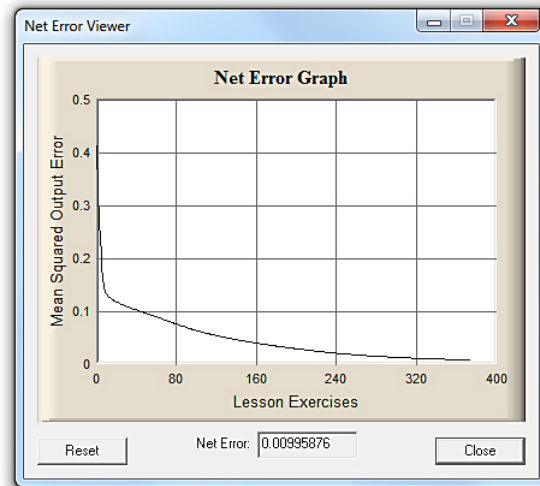 Net Error Viewer
Net Error Graph
Mean Squared Output Error
0.5
0.4
0.3
0.2
0.1
0
0 80 160 240 320 400
Lesson Exercises
Reset Net Error: 0.00995876 Close